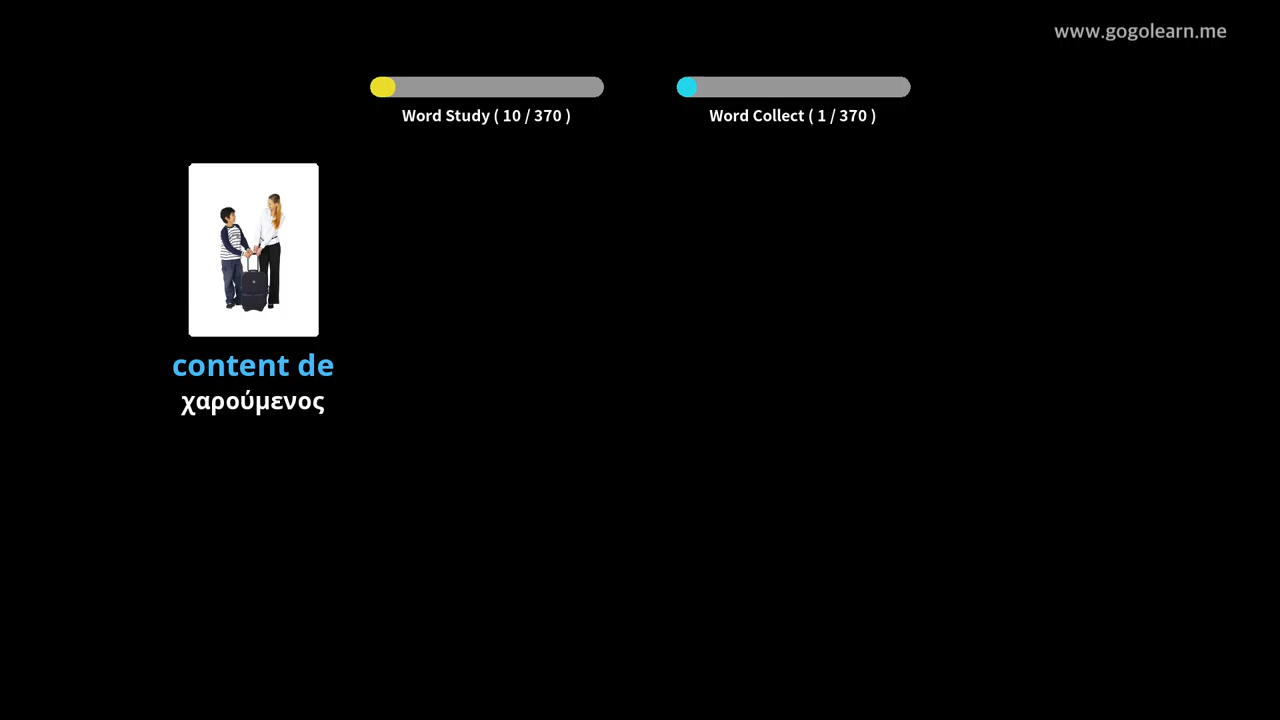 www.gogolearn.me
Word Study ( 10 / 370 )
Word Collect ( 1 / 370 )
content de
χαρούμενος